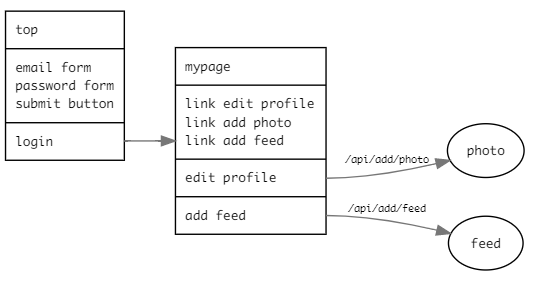 top
email form
password form
submit button
login
mypage
link edit profile
link add photo
link add feed
edit profile
add feed
/api/add/photo
photo
/api/add/feed
feed